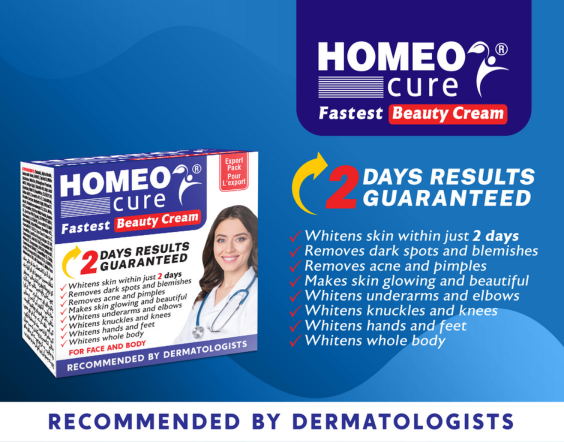 HOMEO®
cure
Fastest Beauty Cream
2 DAYS RESULTS
GUARANTEED
✓ Whitens skin within just 2 days
✓ Removes dark spots and blemishes
✓ Removes acne and pimples
✓ Makes skin glowing and beautiful
✓ Whitens underarms and elbows
✓ Whitens knuckles and knees
✓ Whitens hands and feet
✓ Whitens whole body
HOMEO®
cure
Fastest Beauty Cream
Export
Pack
Pour
L'export
2 DAYS RESULTS
GUARANTEED
✓ Whitens skin within just 2 days
✓ Removes dark spots and blemishes
✓ Removes acne and pimples
✓ Makes skin glowing and beautiful
✓ Whitens underarms and elbows
✓ Whitens knuckles and knees
✓ Whitens hands and feet
✓ Whitens whole body
FOR FACE AND BODY
RECOMMENDED BY DERMATOLOGISTS
RECOMMENDED BY DERMATOLOGISTS